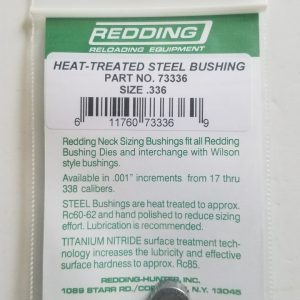 REDDING
RELOADING EQUIPMENT
HEAT-TREATED STEEL BUSHING
PART NO. 73336
SIZE .336
6 11760 73336 9
Redding Neck Sizing Bushings fit all Redding
Bushing Dies and interchange with Wilson
style bushings.
Available in .001" increments from 17 thru
338 calibers.
STEEL Bushings are heat treated to approx.
Rc60-62 and hand polished to reduce sizing
effort. Lubrication is recommended.
TITANIUM NITRIDE surface treatment tech-
nology increases the lubricity and effective
surface hardness to approx. Rc85.
REDDING-HUNTER, INC.
1089 STARR RD./ 13045